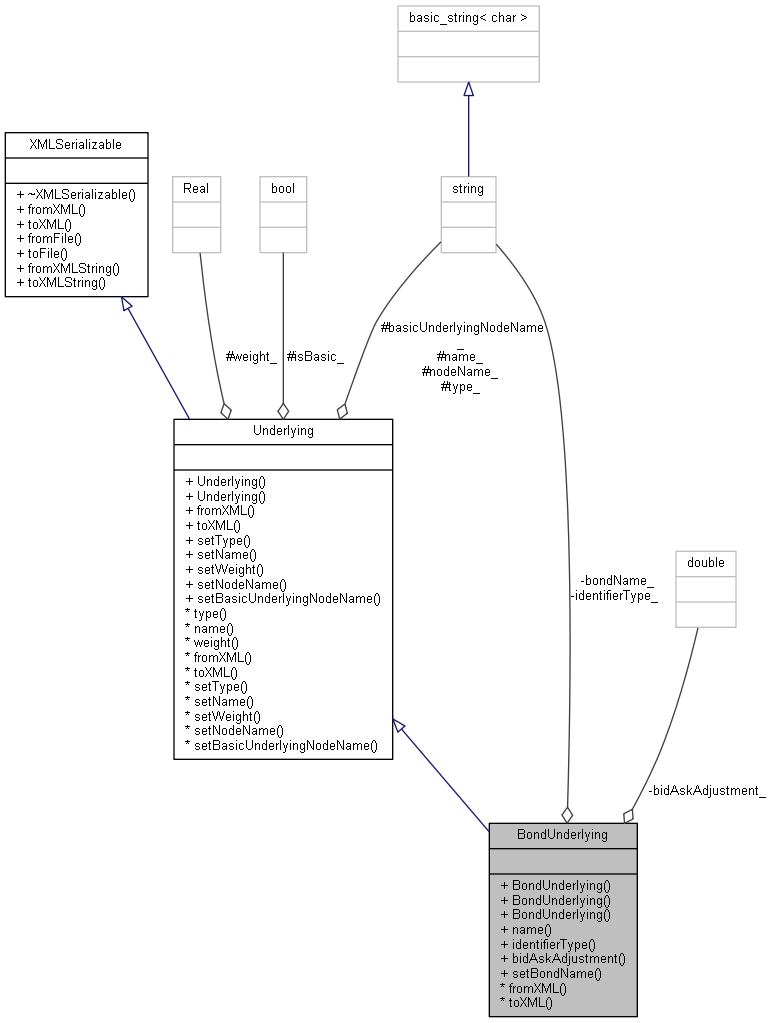 basic_string< char >
XMLSerializable
+ ~XMLSerializable()
+ fromXML()
+ toXML()
+ fromFile()
+ toFile()
+ fromXMLString()
+ toXMLString()
Real
bool
string
#weight_
#isBasic_
#basicUnderlyingNodeName
_
#name_
#nodeName_
#type_
Underlying
+ Underlying()
+ Underlying()
+ fromXML()
+ toXML()
+ setType()
+ setName()
+ setWeight()
+ setNodeName()
+ setBasicUnderlyingNodeName()
* type()
* name()
* weight()
* fromXML()
* toXML()
* setType()
* setName()
* setWeight()
* setNodeName()
* setBasicUnderlyingNodeName()
-bondName_
-identifierType_
double
-bidAskAdjustment_
BondUnderlying
+ BondUnderlying()
+ BondUnderlying()
+ BondUnderlying()
+ name()
+ identifierType()
+ bidAskAdjustment()
+ setBondName()
* fromXML()
* toXML()